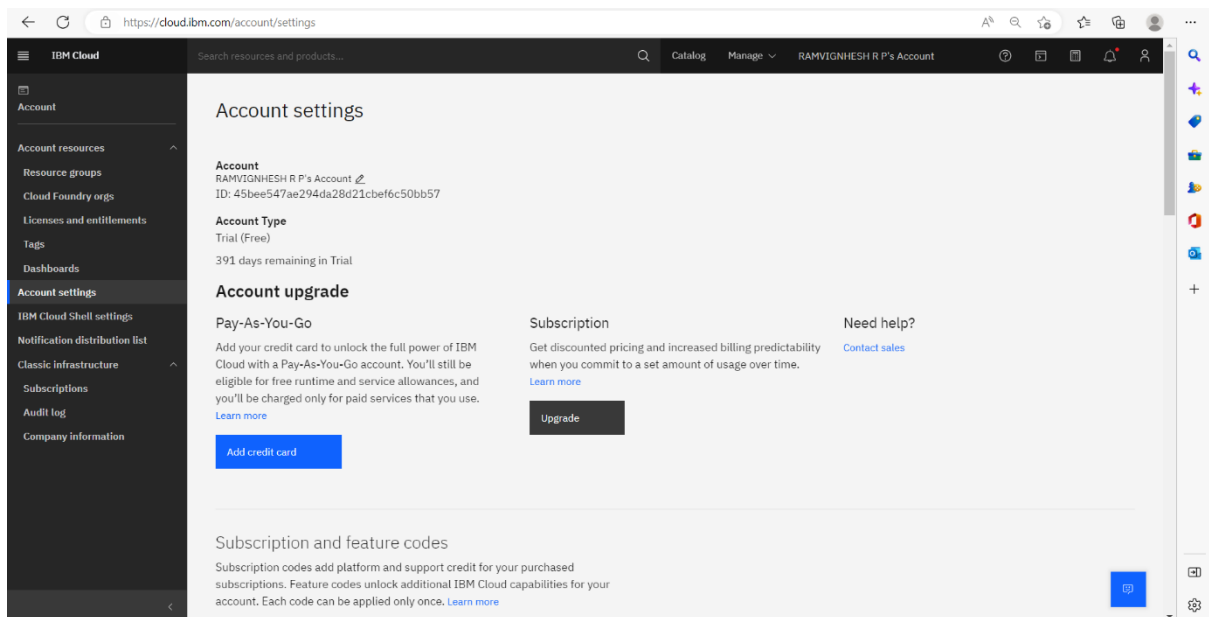 https://cloud.ibm.com/account/settings
IBM Cloud
Search resources and products...
Catalog
Manage
RAMVIGNHESH R P's Account
Account
Account resources
Resource groups
Cloud Foundry orgs
Licenses and entitlements
Tags
Dashboards
Account settings
IBM Cloud Shell settings
Notification distribution list
Classic infrastructure
Subscriptions
Audit log
Company information
Account settings
Account
RAMVIGNHESH R P's Account
ID: 45bee547ae294da28d21cbef6c50bb57
Account Type
Trial (Free)
391 days remaining in Trial
Account upgrade
Pay-As-You-Go
Add your credit card to unlock the full power of IBM
Cloud with a Pay-As-You-Go account. You'll still be
eligible for free runtime and service allowances, and
you'll be charged only for paid services that you use.
Learn more
Add credit card
Subscription
Get discounted pricing and increased billing predictability
when you commit to a set amount of usage over time.
Learn more
Upgrade
Need help?
Contact sales
Subscription and feature codes
Subscription codes add platform and support credit for your purchased
subscriptions. Feature codes unlock additional IBM Cloud capabilities for your
account. Each code can be applied only once. Learn more